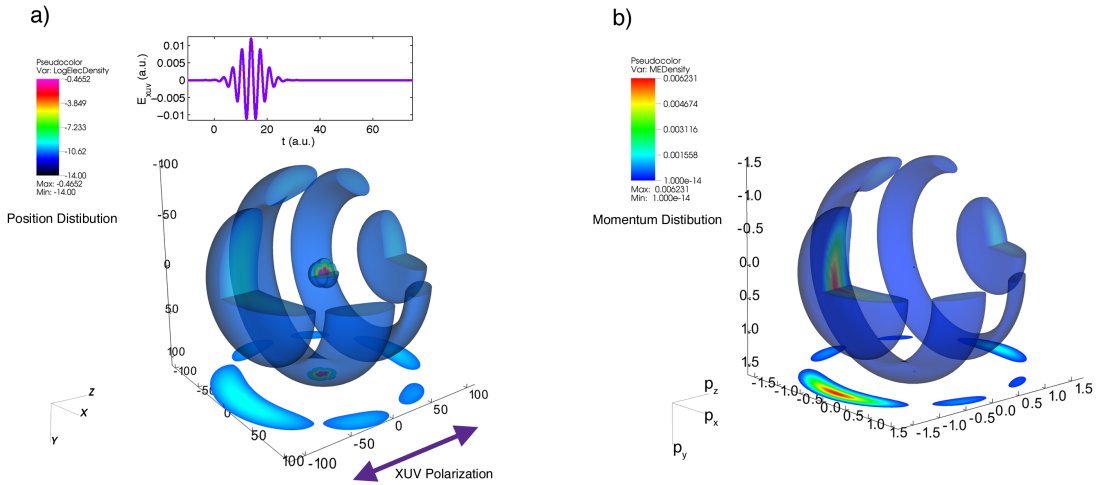 a)
Pseudocolor
Var: LogElecDensity
-0.4652
-3.849
-7.233
-10.62
-14.00
Max: -0.4652
Min: -14.00
Position Distibution
E_XUV (a.u.)
0.01
0.005
0
-0.005
-0.01
0 20 40 60
t (a.u.)
-100
-50
0
50
100
-100
-50
0
50
100
-100
-50
0
50
100
Z
X
Y
XUV Polarization
b)
Pseudocolor
Var: MEDensity
0.006231
0.004674
0.003116
0.001558
1.000e-14
Max: 0.006231
Min: 1.000e-14
Momentum Distibution
-1.5
-1.0
-0.5
0.0
0.5
1.0
1.5
-1.5
-1.0
-0.5
0.0
0.5
1.0
1.5
-1.5
-1.0
-0.5
0.0
0.5
1.0
1.5
p_z
p_x
p_y